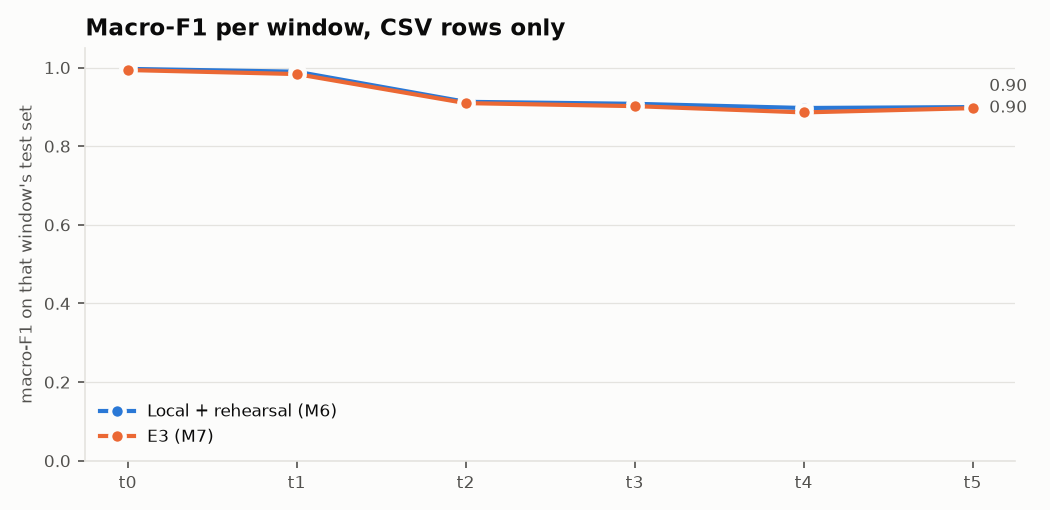 Macro-F1 per window, CSV rows only
macro-F1 on that window's test set
1.0
0.8
0.6
0.4
0.2
0.0
0.90
0.90
Local + rehearsal (M6)
E3 (M7)
t0 t1 t2 t3 t4 t5